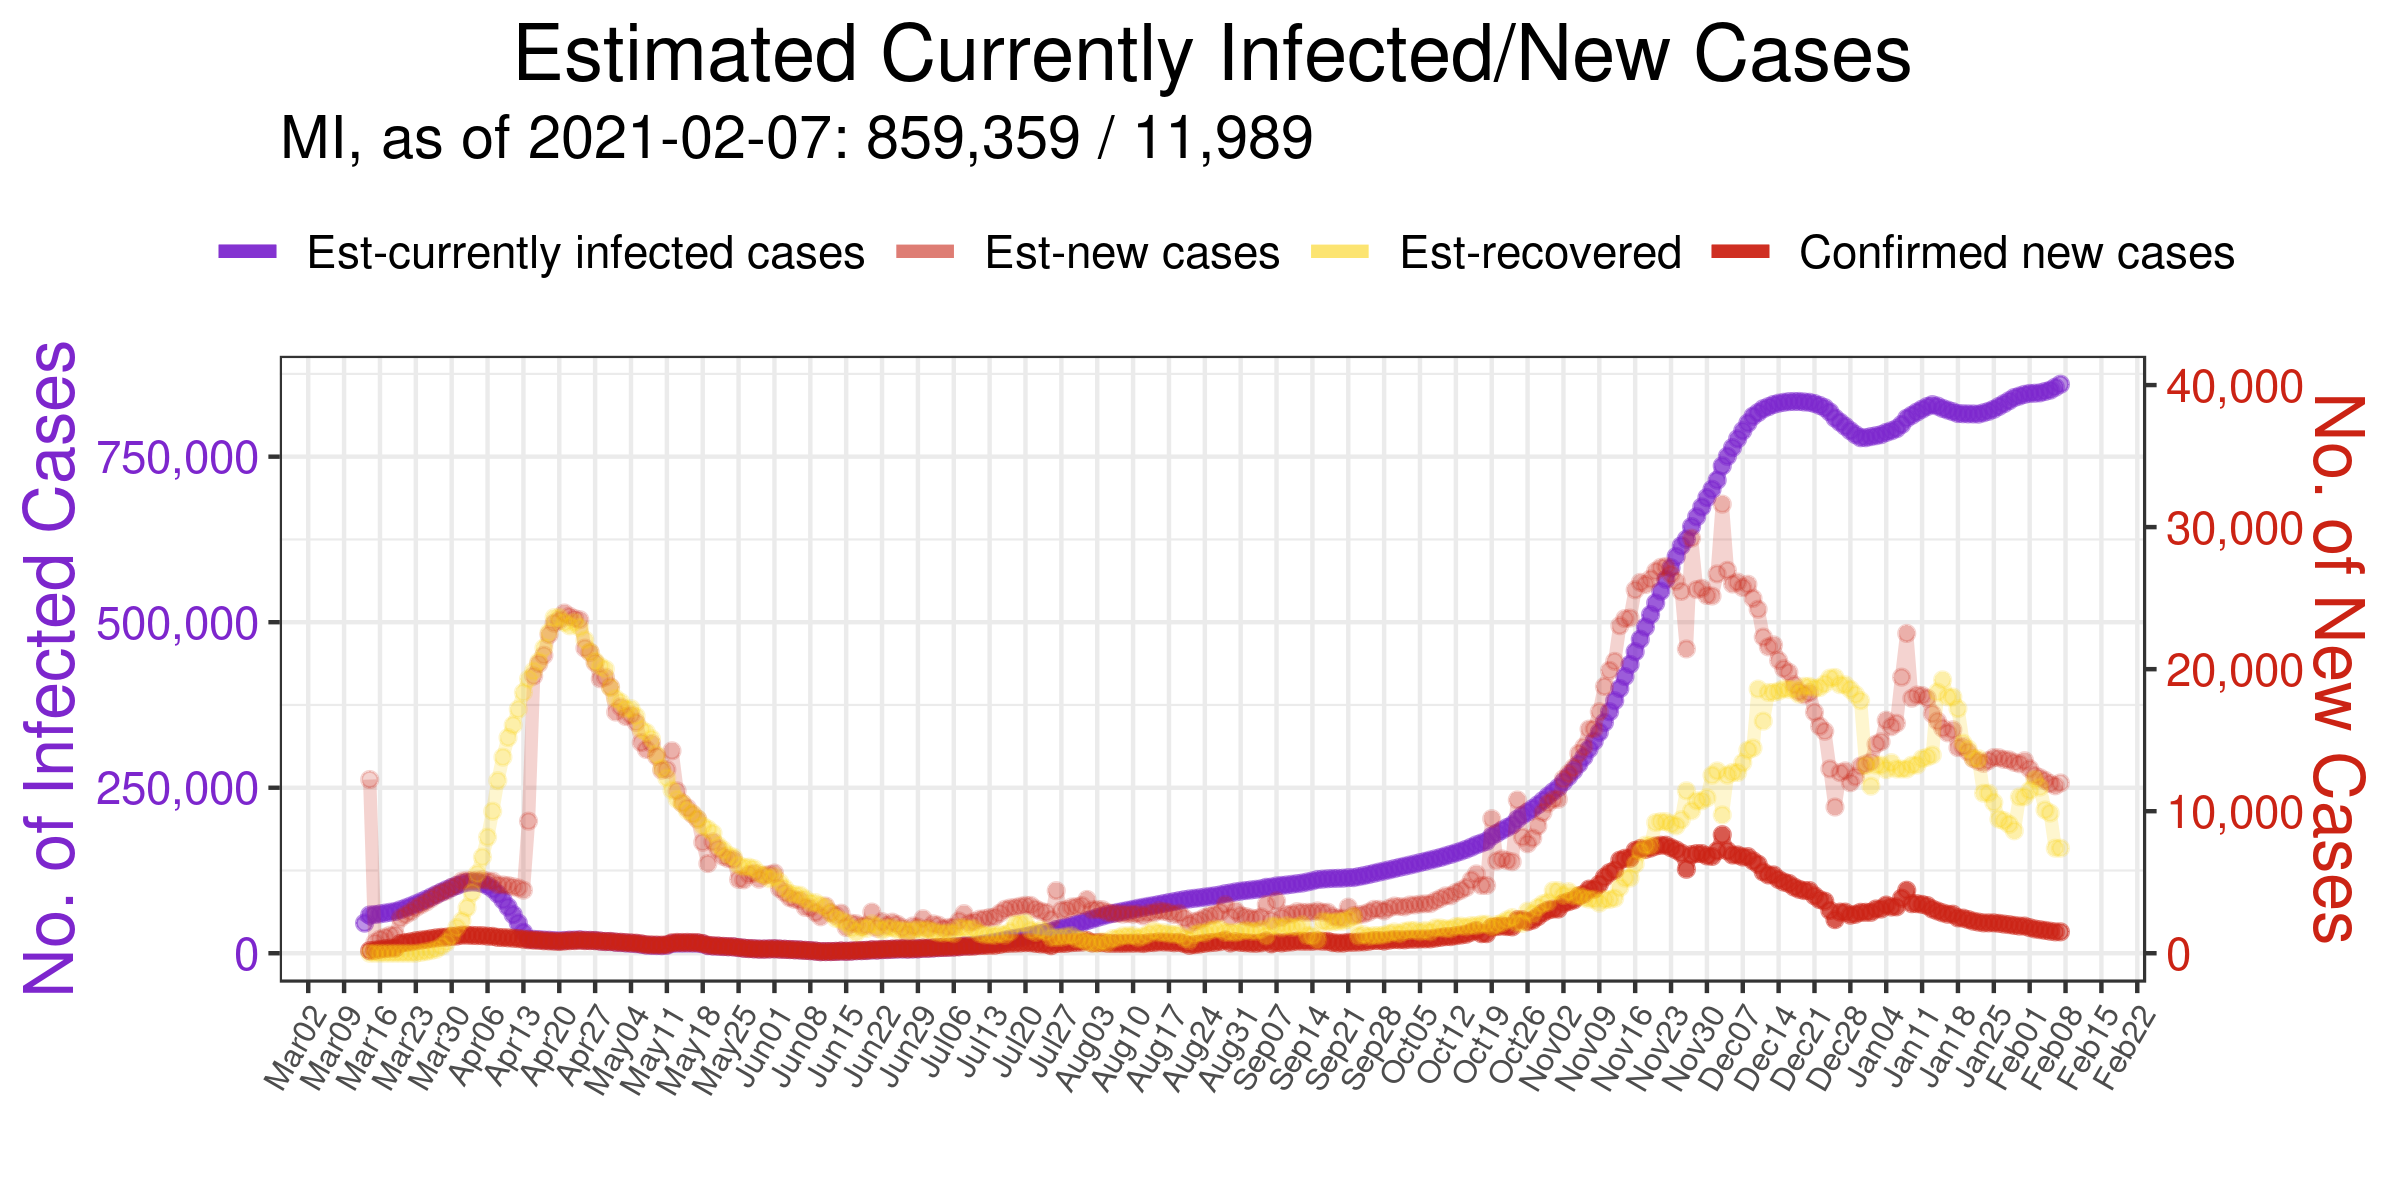 Estimated Currently Infected/New Cases
MI, as of 2021-02-07: 859,359 / 11,989
Est-currently infected cases
Est-new cases
Est-recovered
Confirmed new cases
No. of Infected Cases
750,000
500,000
250,000
0
40,000
30,000
20,000
10,000
0
No. of New Cases
Mar02
Mar09
Mar16
Mar23
Mar30
Apr06
Apr13
Apr20
Apr27
May04
May11
May18
May25
Jun01
Jun08
Jun15
Jun22
Jun29
Jul06
Jul13
Jul20
Jul27
Aug03
Aug10
Aug17
Aug24
Aug31
Sep07
Sep14
Sep21
Sep28
Oct05
Oct12
Oct19
Oct26
Nov02
Nov09
Nov16
Nov23
Nov30
Dec07
Dec14
Dec21
Dec28
Jan04
Jan11
Jan18
Jan25
Feb01
Feb08
Feb15
Feb22